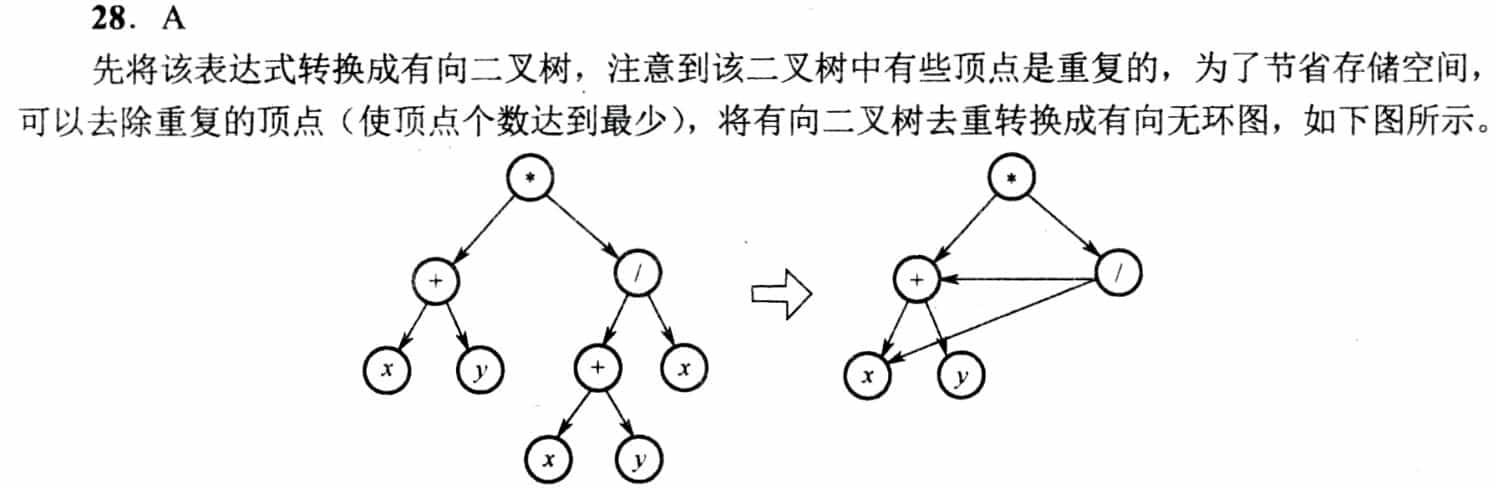 28. A
先将该表达式转换成有向二叉树，注意到该二叉树中有些顶点是重复的，为了节省存储空间，
可以去除重复的顶点（使顶点个数达到最少），将有向二叉树去重转换成有向无环图，如下图所示。
* *
+ / + /
x y + x x y
x y